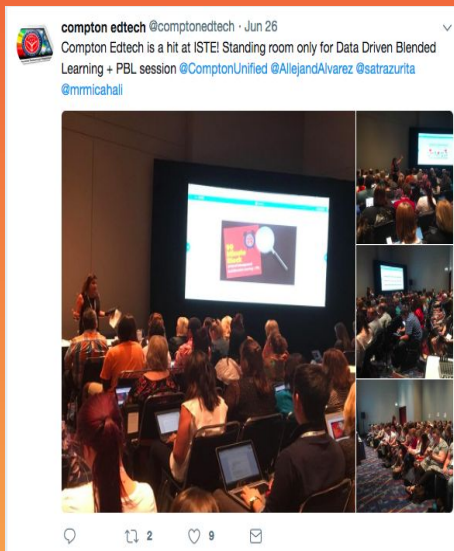 compton edtech @comptonedtech · Jun 26
Compton Edtech is a hit at ISTE! Standing room only for Data Driven Blended
Learning + PBL session @ComptonUnified @AllejandAlvarez @satrazurita
@mrmicahali
2
9